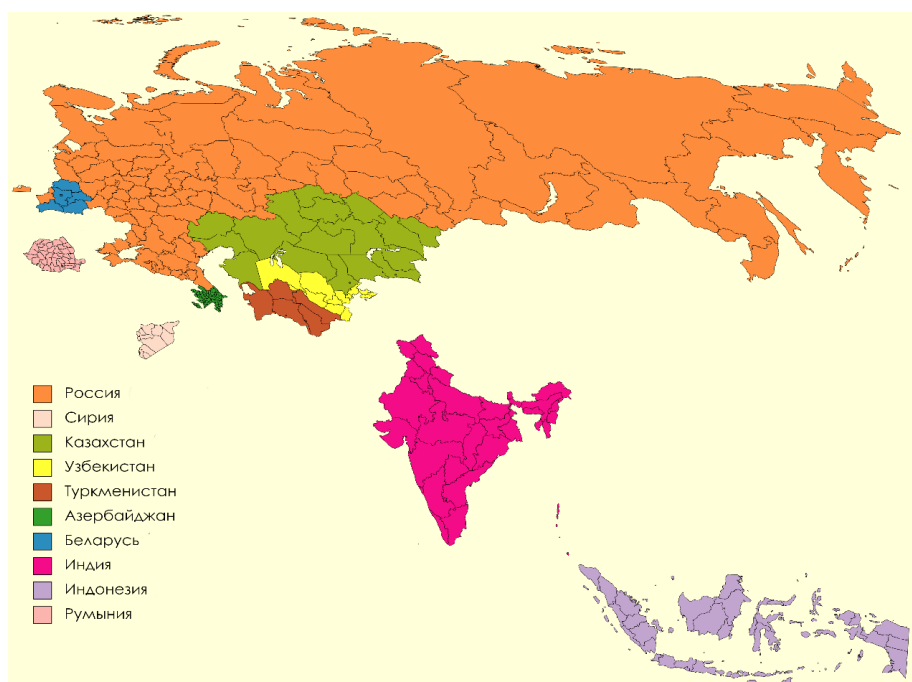 Россия
Сирия
Казахстан
Узбекистан
Туркменистан
Азербайджан
Беларусь
Индия
Индонезия
Румыния